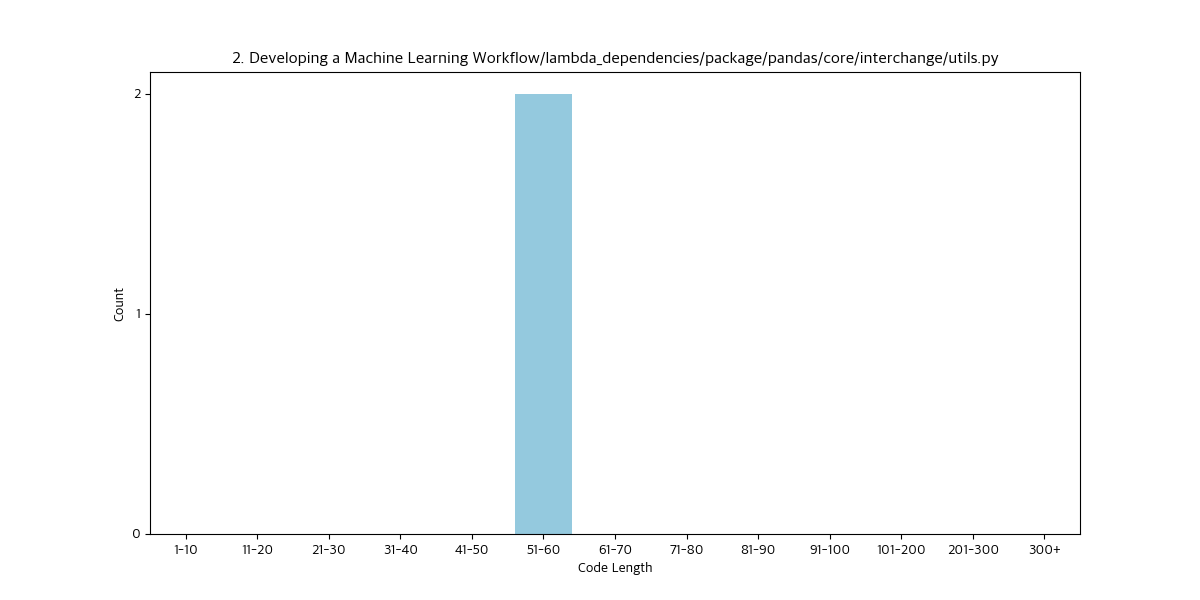 2. Developing a Machine Learning Workflow/lambda_dependencies/package/pandas/core/interchange/utils.py
2
1
0
Count
1-10 11-20 21-30 31-40 41-50 51-60 61-70 71-80 81-90 91-100 101-200 201-300 300+
Code Length